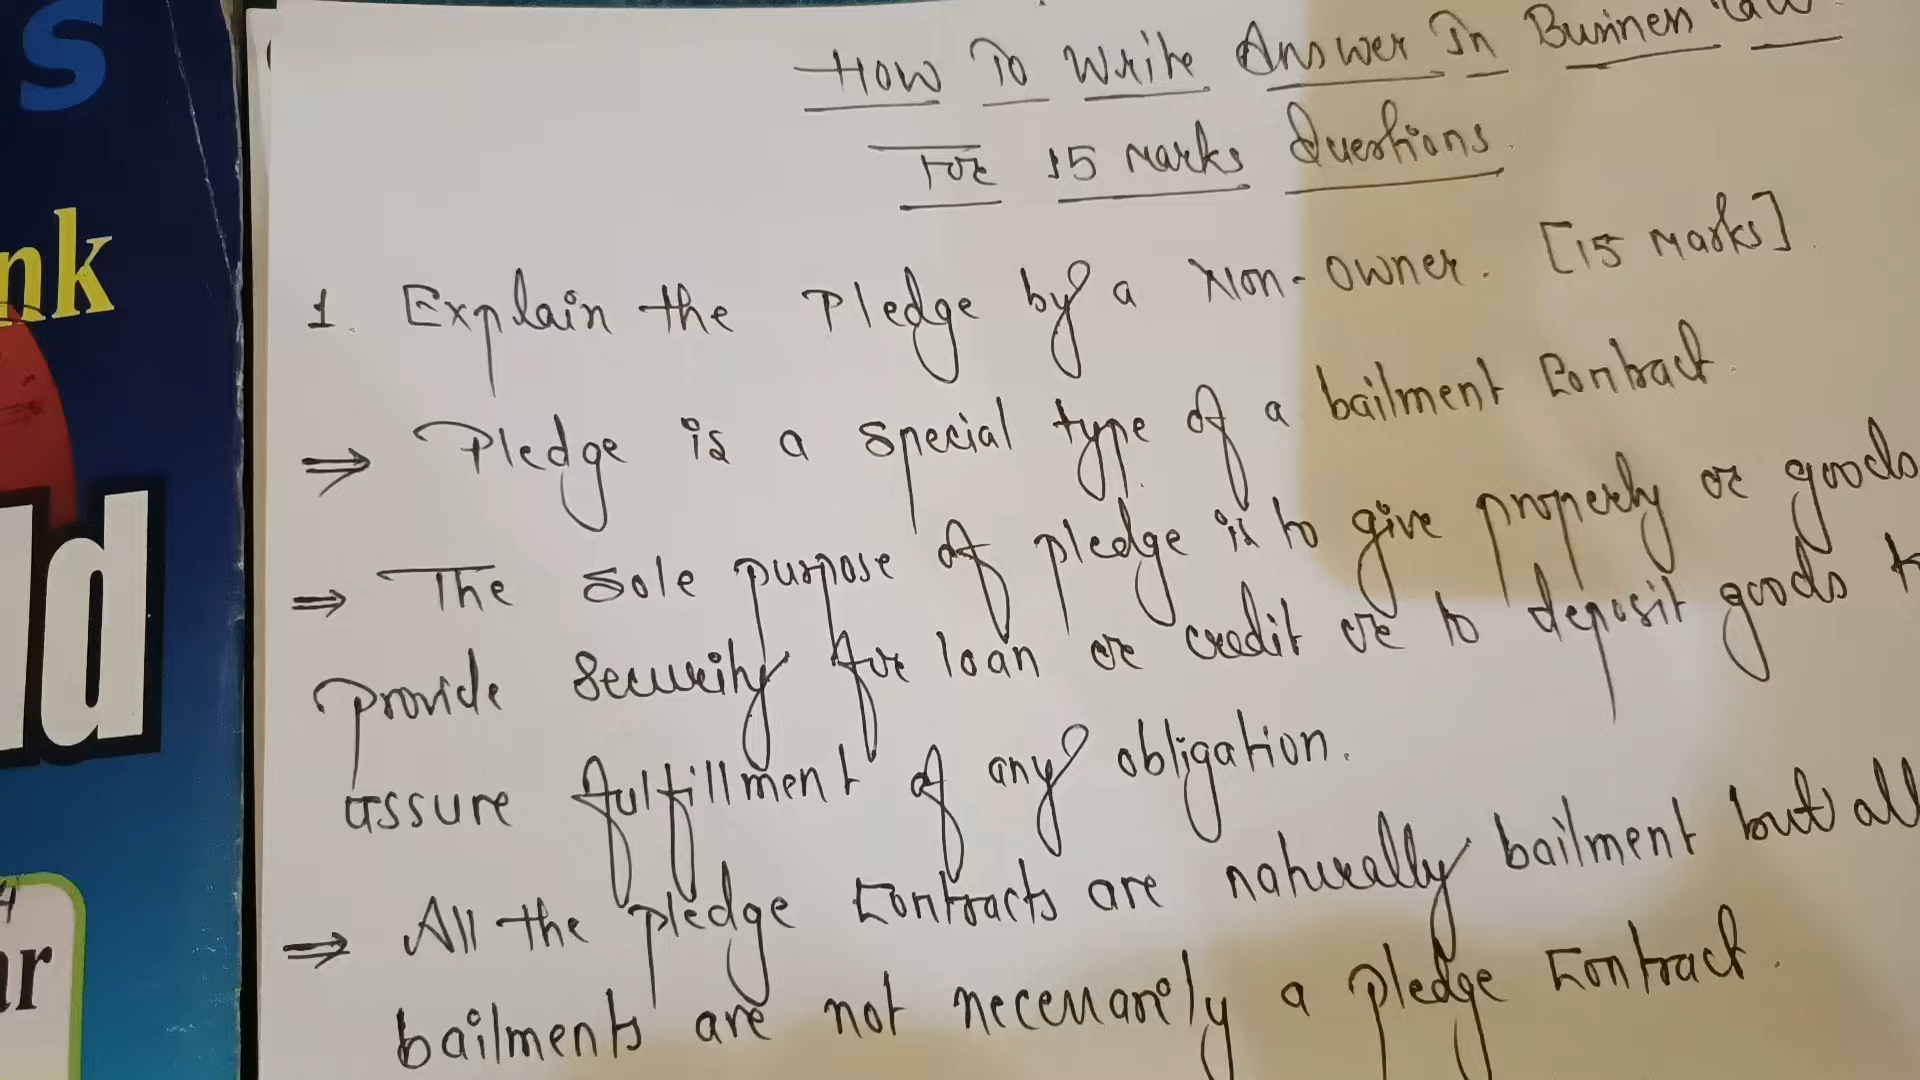 S
nk
ld
ar
How To Write Answer In Business Law
For 15 Marks Questions.
1. Explain the Pledge by a Non-owner. [15 Marks]
⇒ Pledge is a special type of a bailment Contract.
⇒ The sole purpose of pledge is to give property or goods
provide security for loan or credit or to deposit goods t
assure fulfillment of any obligation.
⇒ All the pledge Contracts are naturally bailment but all
bailments are not necessarily a pledge Contract.